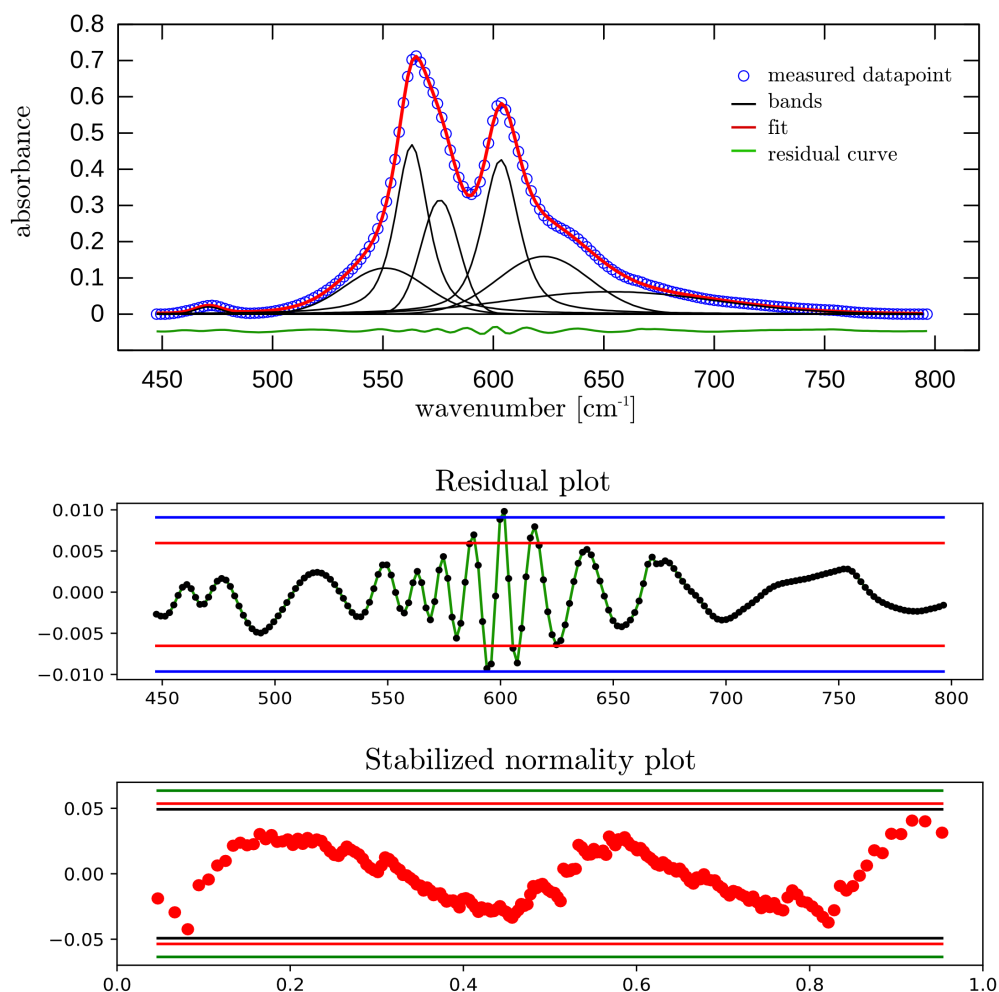 0.8
0.7
0.6
0.5
0.4
0.3
0.2
0.1
0
absorbance
measured datapoint
bands
fit
residual curve
450 500 550 600 650 700 750 800
wavenumber [cm-1]
Residual plot
0.010
0.005
0.000
−0.005
−0.010
450 500 550 600 650 700 750 800
Stabilized normality plot
0.05
0.00
−0.05
0.0 0.2 0.4 0.6 0.8 1.0